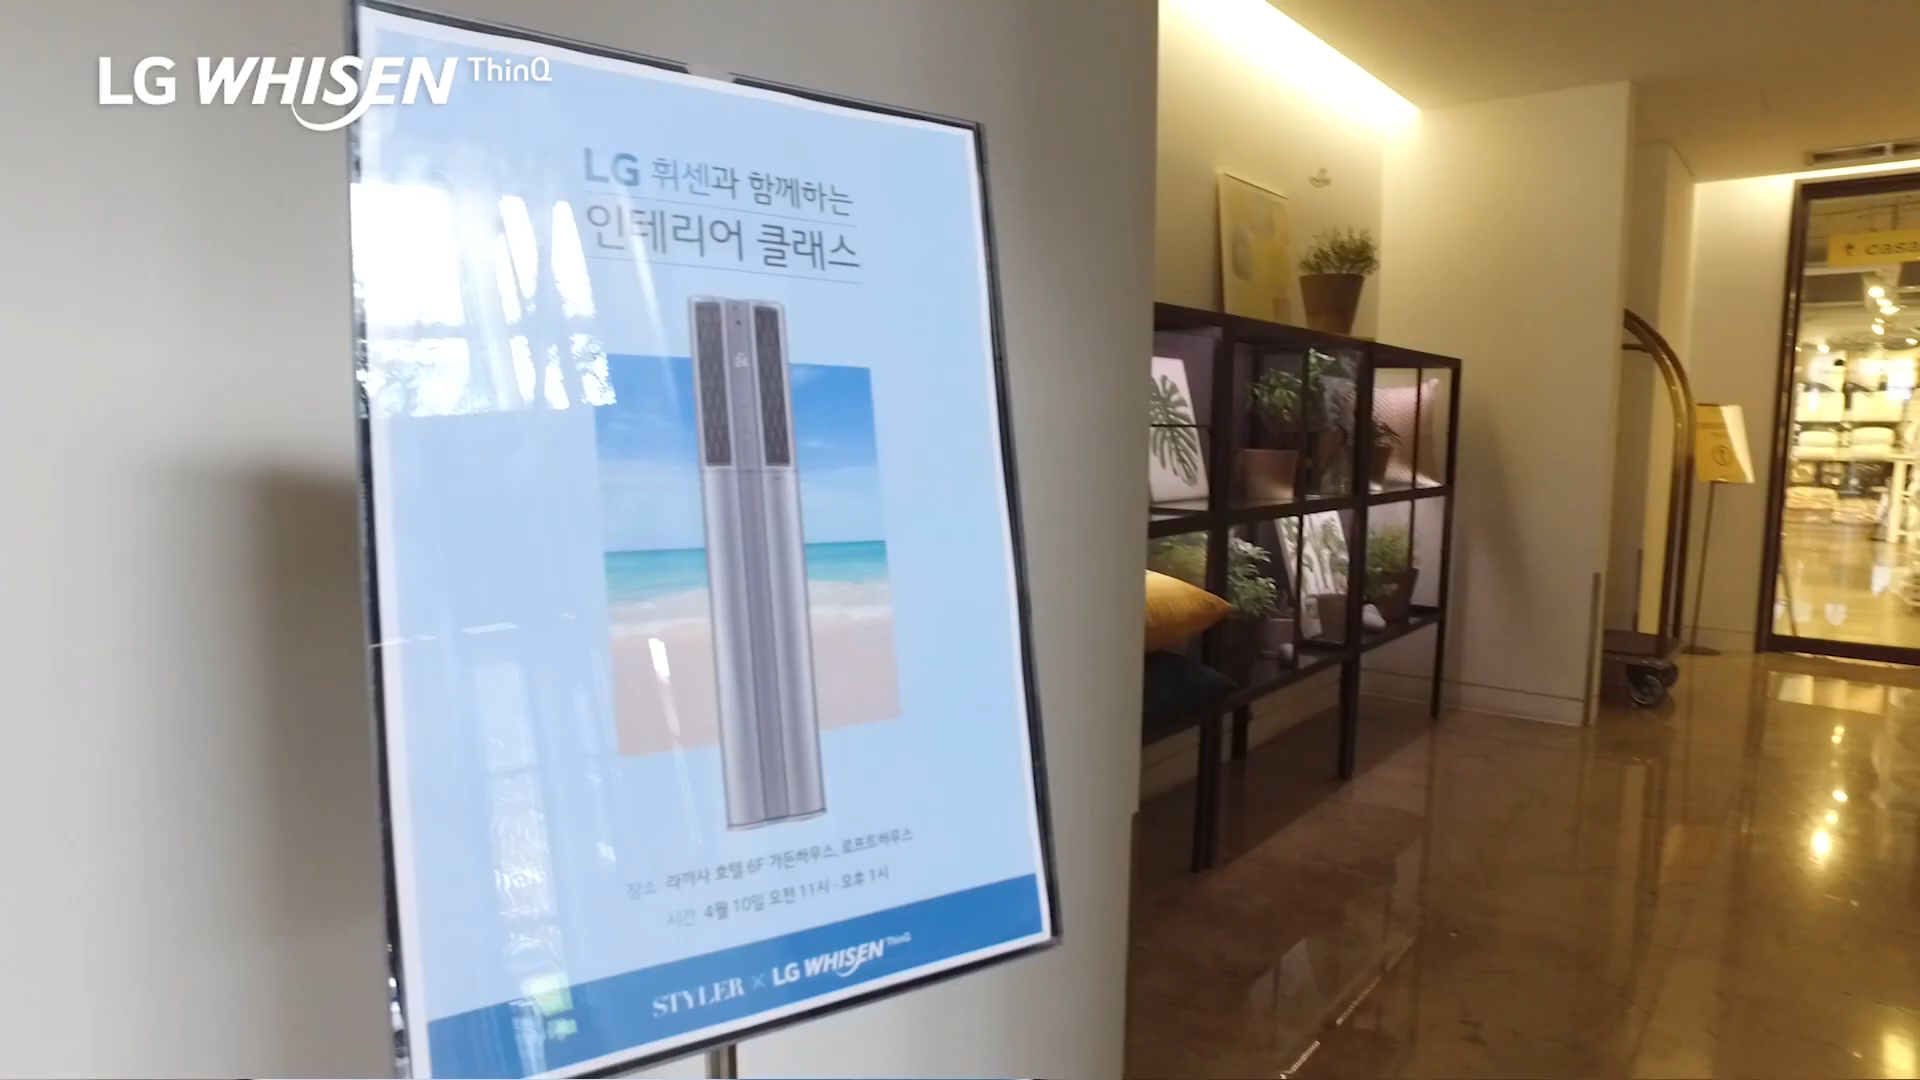 LG WHISEN ThinQ
LG 휘센과 함께하는
인테리어 클래스
장소 라까사 호텔 6F 가든하우스, 로프트하우스
시간 4월 10일 오전 11시 - 오후 1시
STYLER × LG WHISEN ThinQ
casa